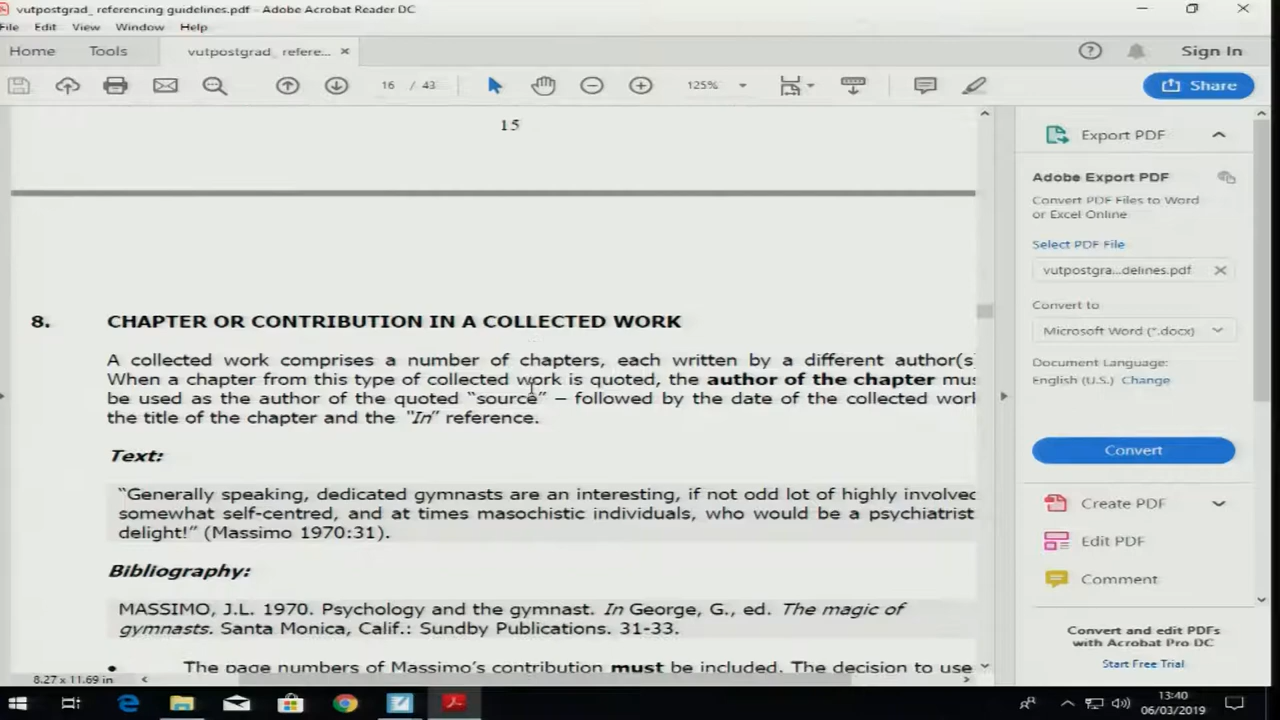 vutpostgrad_ referencing guidelines.pdf - Adobe Acrobat Reader DC
File Edit View Window Help
Home Tools vutpostgrad_ refere... × Sign In
16 / 43 125% Share
15
8. CHAPTER OR CONTRIBUTION IN A COLLECTED WORK
A collected work comprises a number of chapters, each written by a different author(s)
When a chapter from this type of collected work is quoted, the author of the chapter mus
be used as the author of the quoted “source” – followed by the date of the collected work
the title of the chapter and the “In” reference.
Text:
“Generally speaking, dedicated gymnasts are an interesting, if not odd lot of highly involved
somewhat self-centred, and at times masochistic individuals, who would be a psychiatrist
delight!” (Massimo 1970:31).
Bibliography:
MASSIMO, J.L. 1970. Psychology and the gymnast. In George, G., ed. The magic of
gymnasts. Santa Monica, Calif.: Sundby Publications. 31-33.
• The page numbers of Massimo’s contribution must be included. The decision to use
8.27 x 11.69 in
Export PDF
Adobe Export PDF
Convert PDF Files to Word
or Excel Online
Select PDF File
vutpostgra...delines.pdf
Convert to
Microsoft Word (*.docx)
Document Language:
English (U.S.) Change
Convert
Create PDF
Edit PDF
Comment
Convert and edit PDFs
with Acrobat Pro DC
Start Free Trial
13:40
06/03/2019